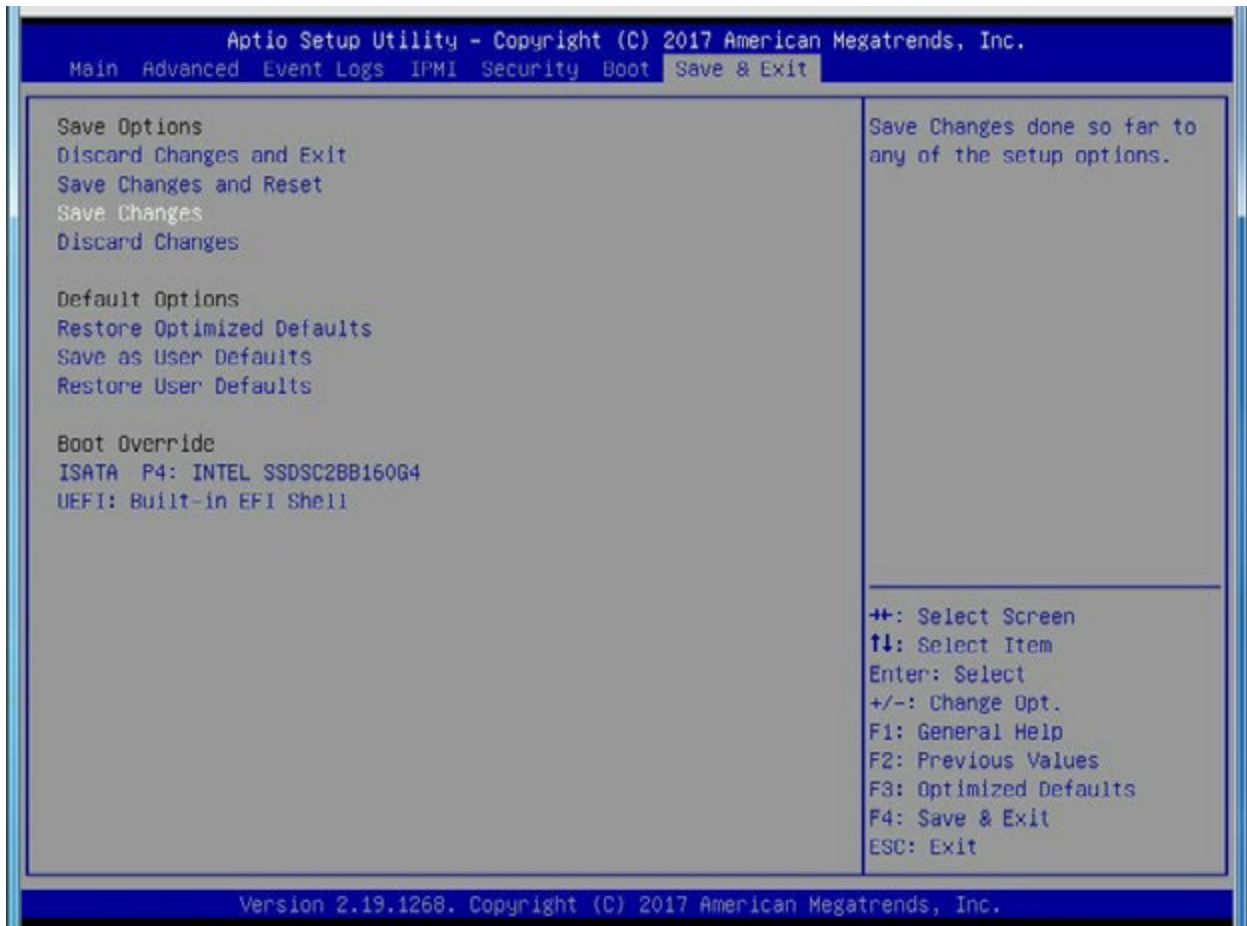 Aptio Setup Utility – Copyright (C) 2017 American Megatrends, Inc.
Main Advanced Event Logs IPMI Security Boot Save & Exit
Save Options
Discard Changes and Exit
Save Changes and Reset
Save Changes
Discard Changes
Default Options
Restore Optimized Defaults
Save as User Defaults
Restore User Defaults
Boot Override
ISATA P4: INTEL SSDSC2BB160G4
UEFI: Built-in EFI Shell
Save Changes done so far to
any of the setup options.
→←: Select Screen
↑↓: Select Item
Enter: Select
+/-: Change Opt.
F1: General Help
F2: Previous Values
F3: Optimized Defaults
F4: Save & Exit
ESC: Exit
Version 2.19.1268. Copyright (C) 2017 American Megatrends, Inc.